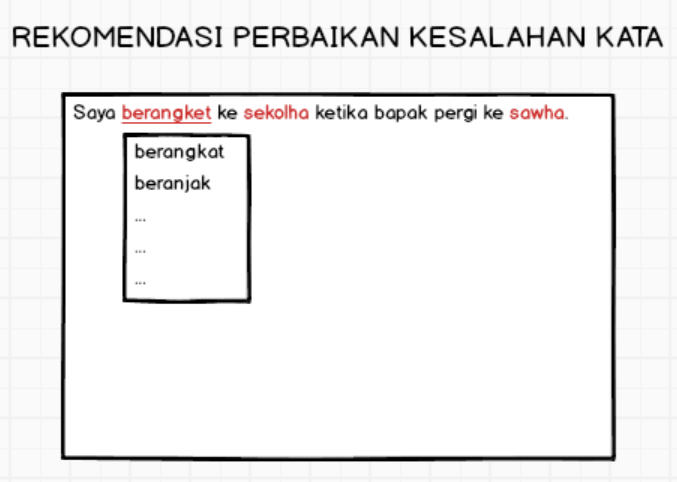 REKOMENDASI PERBAIKAN KESALAHAN KATA
Saya berangket ke sekolha ketika bapak pergi ke sawha.
berangkat
beranjak
...
...
...